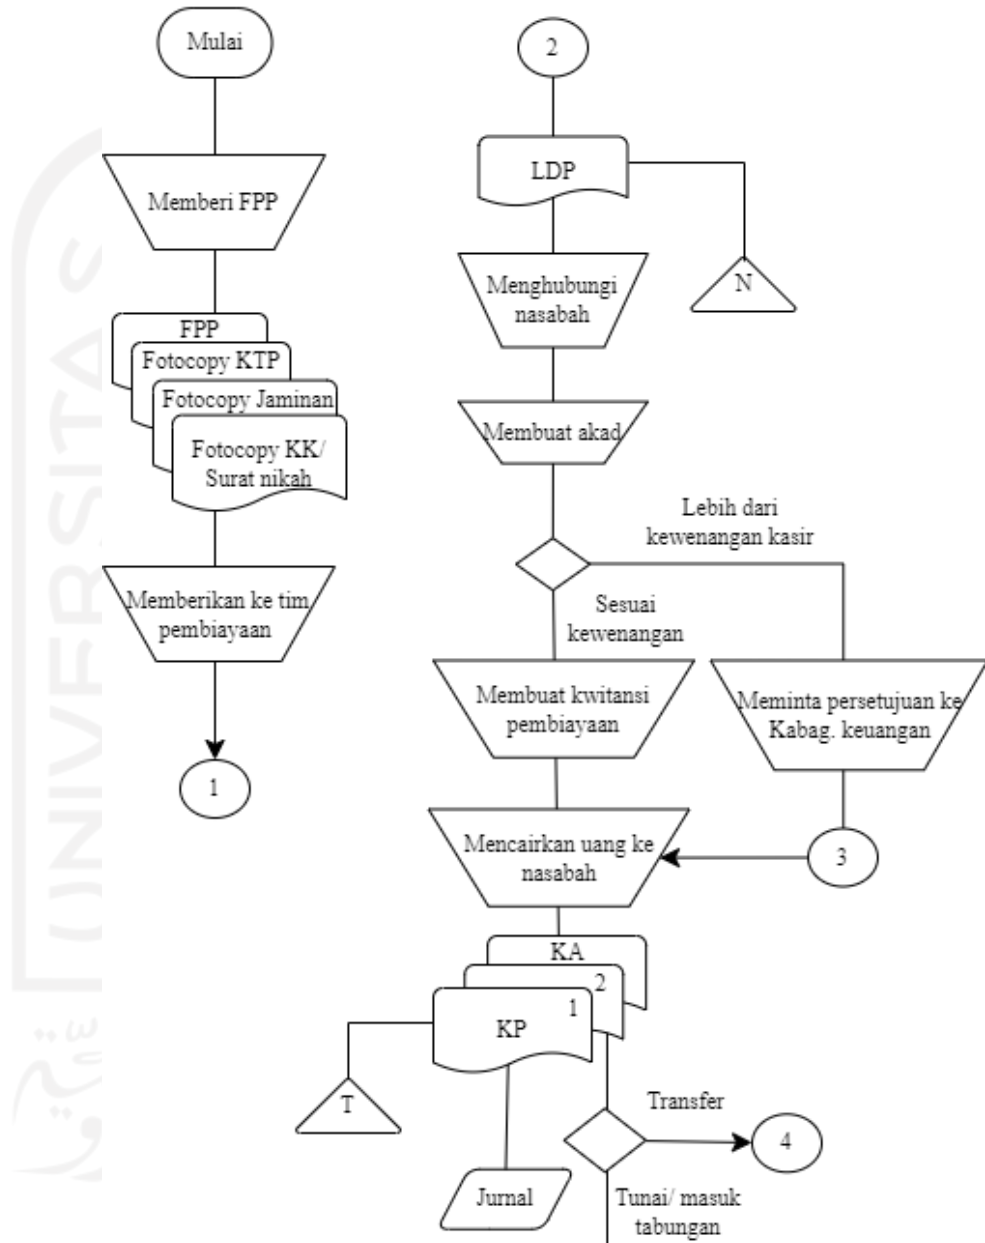 Mulai
Memberi FPP
FPP
Fotocopy KTP
Fotocopy Jaminan
Fotocopy KK/
Surat nikah
Memberikan ke tim
pembiayaan
1
2
LDP
N
Menghubungi
nasabah
Membuat akad
Lebih dari
kewenangan kasir
Sesuai
kewenangan
Membuat kwitansi
pembiayaan
Meminta persetujuan ke
Kabag. keuangan
Mencairkan uang ke
nasabah
3
KA
2
1
KP
T
Jurnal
Transfer
4
Tunai/ masuk
tabungan
UNIVERSITAS